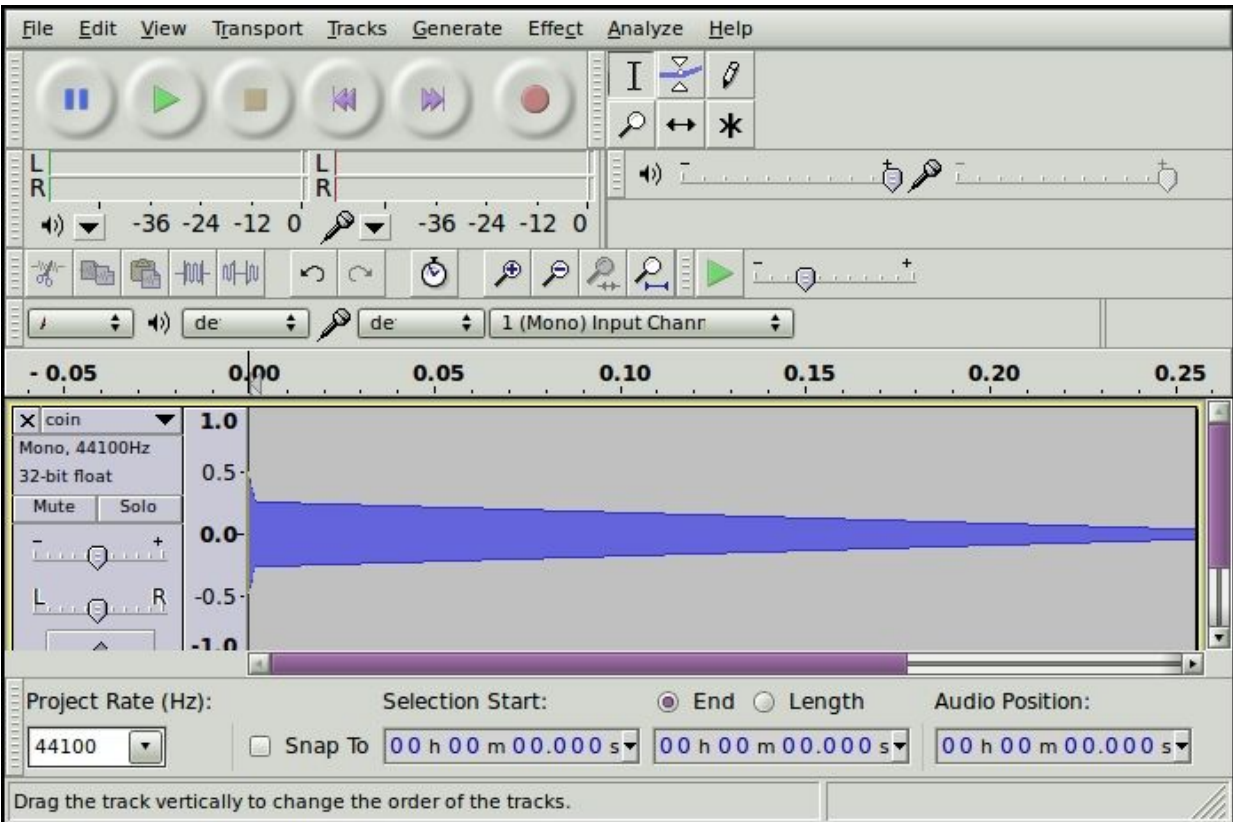 File Edit View Transport Tracks Generate Effect Analyze Help
L L
R R
-36 -24 -12 0 -36 -24 -12 0
de de 1 (Mono) Input Chanr
- 0.05 0.00 0.05 0.10 0.15 0.20 0.25
X coin
Mono, 44100Hz
32-bit float
Mute Solo
- +
L R
1.0
0.5
0.0
-0.5
-1.0
Project Rate (Hz): Selection Start: End Length Audio Position:
44100 Snap To 00 h 00 m 00.000 s 00 h 00 m 00.000 s 00 h 00 m 00.000 s
Drag the track vertically to change the order of the tracks.